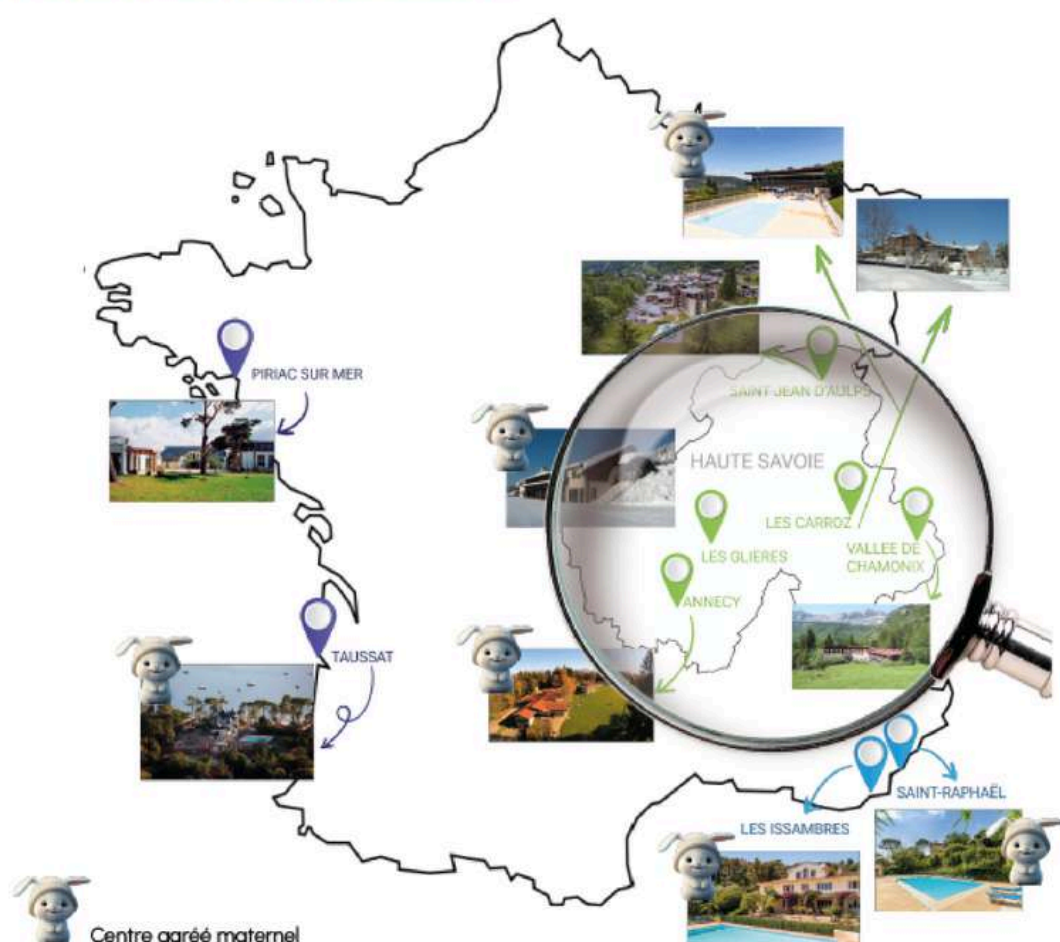 PIRIAC SUR MER
SAINT JEAN D'AULPS
HAUTE SAVOIE
LES CARROZ
LES GLIERES
VALLEE DE
CHAMONIX
ANNECY
TAUSSAT
SAINT-RAPHAËL
LES ISSAMBRES
Centre agréé maternel